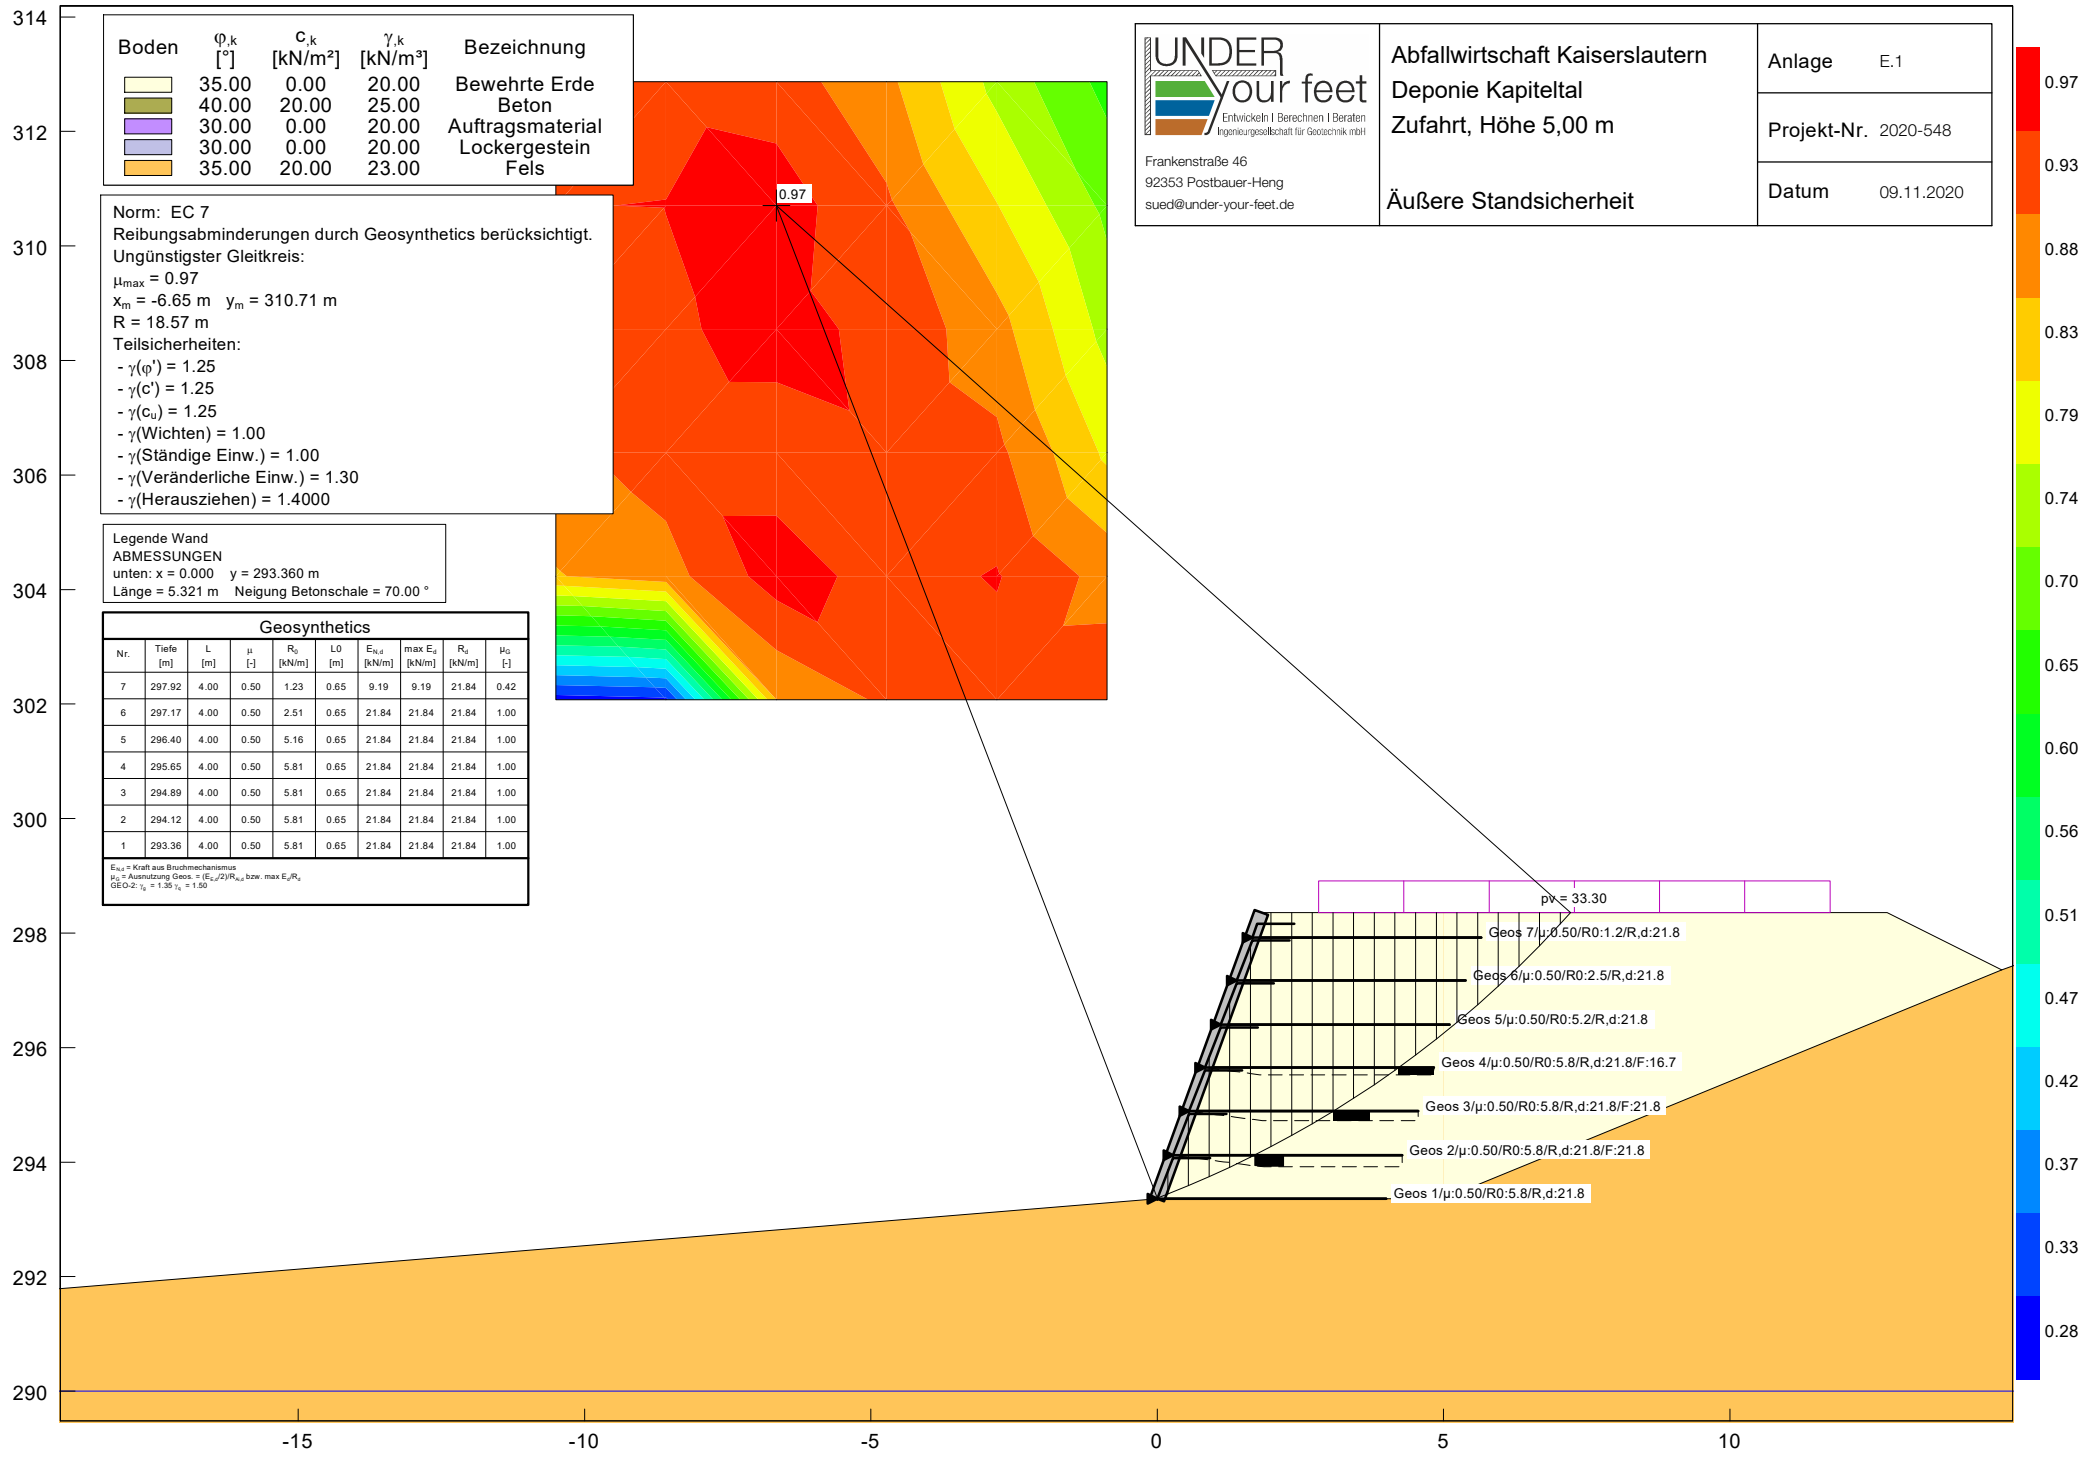 Boden φ,k [°] c,k [kN/m²] γ,k [kN/m³] Bezeichnung
35.00 0.00 20.00 Bewehrte Erde
40.00 20.00 25.00 Beton
30.00 0.00 20.00 Auftragsmaterial
30.00 0.00 20.00 Lockergestein
35.00 20.00 23.00 Fels
Norm: EC 7
Reibungsabminderungen durch Geosynthetics berücksichtigt.
Ungünstigster Gleitkreis:
μmax = 0.97
xm = -6.65 m ym = 310.71 m
R = 18.57 m
Teilsicherheiten:
- γ(φ') = 1.25
- γ(c') = 1.25
- γ(cu) = 1.25
- γ(Wichten) = 1.00
- γ(Ständige Einw.) = 1.00
- γ(Veränderliche Einw.) = 1.30
- γ(Herausziehen) = 1.4000
Legende Wand
ABMESSUNGEN
unten: x = 0.000 y = 293.360 m
Länge = 5.321 m Neigung Betonschale = 70.00 °
Geosynthetics
Nr. Tiefe [m] L [m] μ [-] R0 [kN/m] L0 [m] EN,d [kN/m] max Ed [kN/m] Rd [kN/m] μG [-]
7 297.92 4.00 0.50 1.23 0.65 9.19 9.19 21.84 0.42
6 297.17 4.00 0.50 2.51 0.65 21.84 21.84 21.84 1.00
5 296.40 4.00 0.50 5.16 0.65 21.84 21.84 21.84 1.00
4 295.65 4.00 0.50 5.81 0.65 21.84 21.84 21.84 1.00
3 294.89 4.00 0.50 5.81 0.65 21.84 21.84 21.84 1.00
2 294.12 4.00 0.50 5.81 0.65 21.84 21.84 21.84 1.00
1 293.36 4.00 0.50 5.81 0.65 21.84 21.84 21.84 1.00
EN,d = Kraft aus Bruchmechanismus
μG = Ausnutzung Geos. = bzw. max Ed/Rd
GEO-2: γg = 1.35 γq = 1.50
0.97
UNDER
your feet
Entwickeln I Berechnen I Beraten
Ingenieurgesellschaft für Geotechnik mbH
Frankenstraße 46
92353 Postbauer-Heng
sued@under-your-feet.de
Abfallwirtschaft Kaiserslautern
Deponie Kapiteltal
Zufahrt, Höhe 5,00 m
Äußere Standsicherheit
Anlage E.1
Projekt-Nr. 2020-548
Datum 09.11.2020
pv = 33.30
Geos 7/μ:0.50/R0:1.2/R,d:21.8
Geos 6/μ:0.50/R0:2.5/R,d:21.8
Geos 5/μ:0.50/R0:5.2/R,d:21.8
Geos 4/μ:0.50/R0:5.8/R,d:21.8/F:16.7
Geos 3/μ:0.50/R0:5.8/R,d:21.8/F:21.8
Geos 2/μ:0.50/R0:5.8/R,d:21.8/F:21.8
Geos 1/μ:0.50/R0:5.8/R,d:21.8
314
312
310
308
306
304
302
300
298
296
294
292
290
-15 -10 -5 0 5 10
0.97
0.93
0.88
0.83
0.79
0.74
0.70
0.65
0.60
0.56
0.51
0.47
0.42
0.37
0.33
0.28